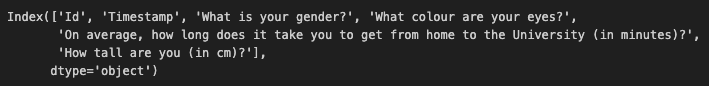 Index(['Id', 'Timestamp', 'What is your gender?', 'What colour are your eyes?',
       'On average, how long does it take you to get from home to the University (in minutes)?',
       'How tall are you (in cm)?'],
      dtype='object')